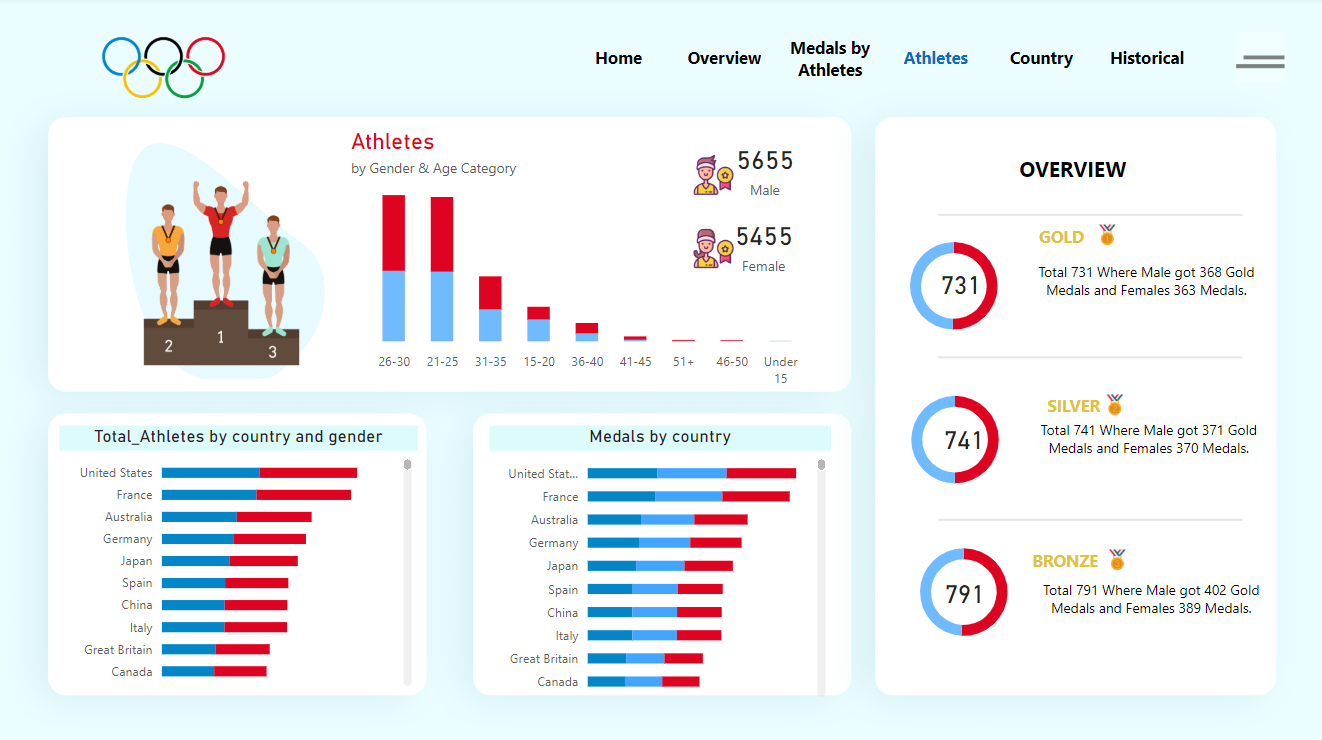 Home
Overview
Medals by
Athletes
Athletes
Country
Historical
Athletes
by Gender & Age Category
5655
Male
5455
Female
2
1
3
26-30
21-25
31-35
15-20
36-40
41-45
51+
46-50
Under
15
Total_Athletes by country and gender
United States
France
Australia
Germany
Japan
Spain
China
Italy
Great Britain
Canada
Medals by country
United Stat...
France
Australia
Germany
Japan
Spain
China
Italy
Great Britain
Canada
OVERVIEW
GOLD
731
Total 731 Where Male got 368 Gold
Medals and Females 363 Medals.
SILVER
741
Total 741 Where Male got 371 Gold
Medals and Females 370 Medals.
BRONZE
791
Total 791 Where Male got 402 Gold
Medals and Females 389 Medals.